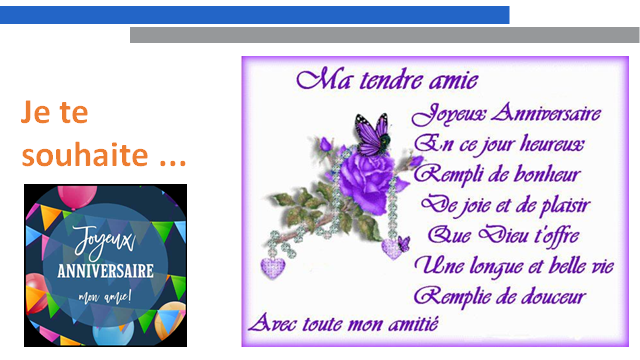 Je te
souhaite ...
Joyeux
ANNIVERSAIRE
mon amie!
Ma tendre amie
Joyeux Anniversaire
En ce jour heureux
Rempli de bonheur
De joie et de plaisir
Que Dieu t'offre
Une longue et belle vie
Remplie de douceur
Avec toute mon amitié